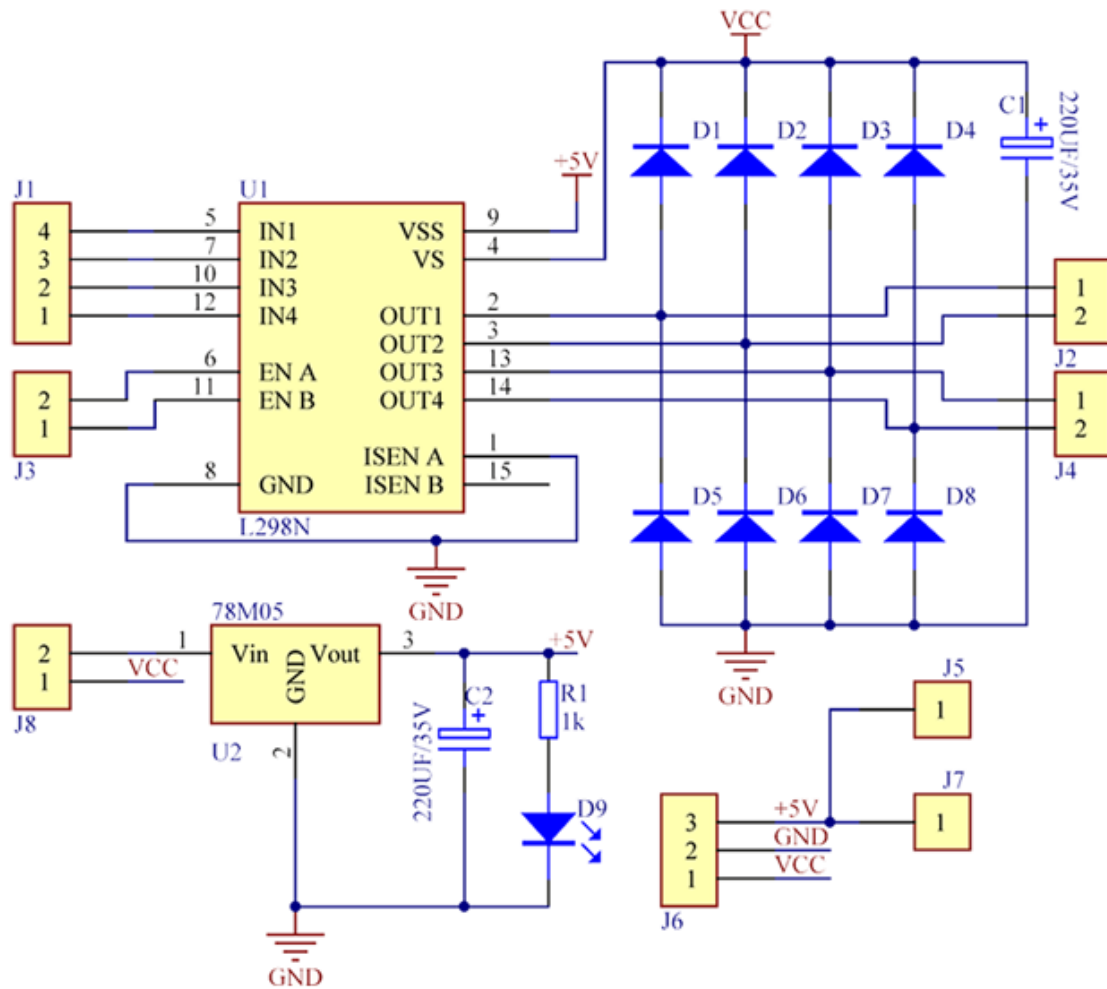 VCC
C1
+
220UF/35V
D1
D2
D3
D4
+5V
J1
U1
4
5
IN1
VSS
9
3
7
IN2
VS
4
2
10
IN3
1
12
IN4
OUT1
2
1
OUT2
3
2
J2
6
EN A
OUT3
13
2
11
EN B
OUT4
14
1
1
2
J3
J4
ISEN A
1
8
GND
ISEN B
15
L298N
D5
D6
D7
D8
GND
GND
78M05
2
1
Vin
GND
Vout
3
+5V
1
VCC
J8
U2
2
C2
+
220UF/35V
R1
1k
D9
GND
J5
1
J7
1
3
+5V
2
GND
1
VCC
J6